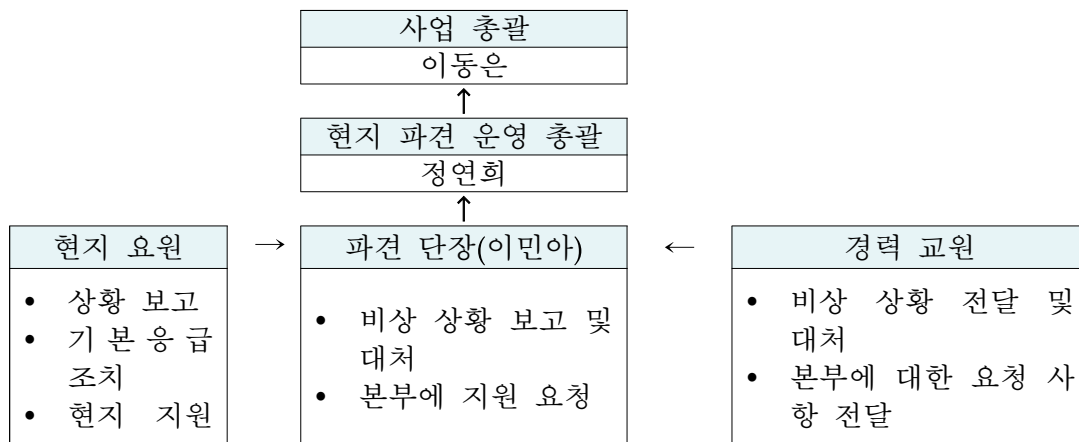 사업 총괄
이동은
↑
현지 파견 운영 총괄
정연희
↑
현지 요원
• 상황 보고
• 기본응급
조치
• 현지 지원
→
파견 단장(이민아)
• 비상 상황 보고 및
대처
• 본부에 지원 요청
←
경력 교원
• 비상 상황 전달 및
대처
• 본부에 대한 요청 사
항 전달